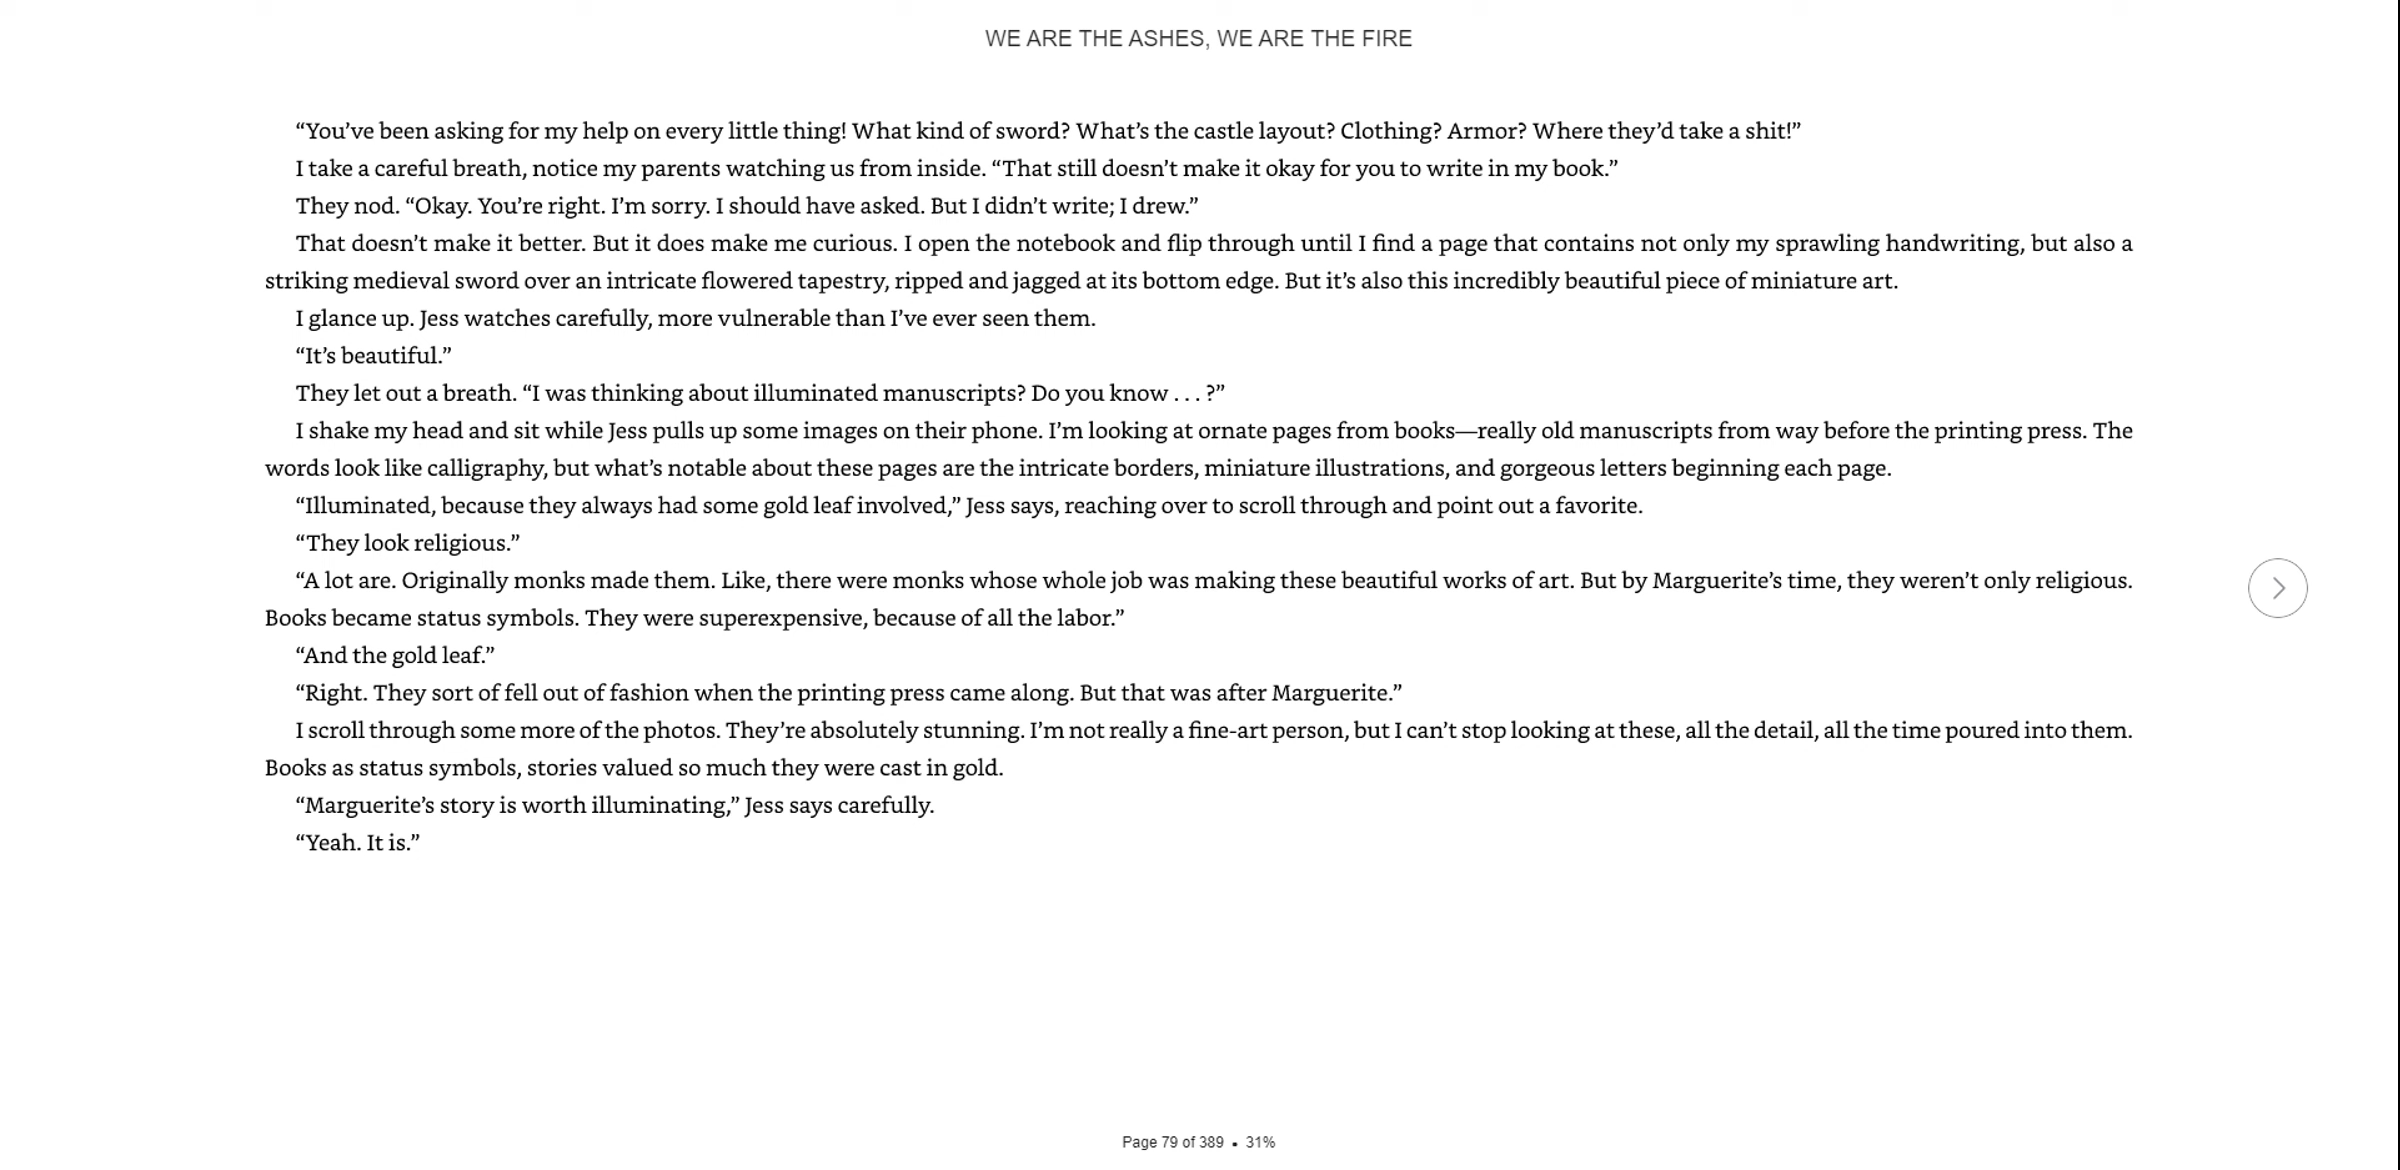 WE ARE THE ASHES, WE ARE THE FIRE
“You’ve been asking for my help on every little thing! What kind of sword? What’s the castle layout? Clothing? Armor? Where they’d take a shit!”
I take a careful breath, notice my parents watching us from inside. “That still doesn’t make it okay for you to write in my book.”
They nod. “Okay. You’re right. I’m sorry. I should have asked. But I didn’t write; I drew.”
That doesn’t make it better. But it does make me curious. I open the notebook and flip through until I find a page that contains not only my sprawling handwriting, but also a
striking medieval sword over an intricate flowered tapestry, ripped and jagged at its bottom edge. But it’s also this incredibly beautiful piece of miniature art.
I glance up. Jess watches carefully, more vulnerable than I’ve ever seen them.
“It’s beautiful.”
They let out a breath. “I was thinking about illuminated manuscripts? Do you know . . . ?”
I shake my head and sit while Jess pulls up some images on their phone. I’m looking at ornate pages from books—really old manuscripts from way before the printing press. The
words look like calligraphy, but what’s notable about these pages are the intricate borders, miniature illustrations, and gorgeous letters beginning each page.
“Illuminated, because they always had some gold leaf involved,” Jess says, reaching over to scroll through and point out a favorite.
“They look religious.”
“A lot are. Originally monks made them. Like, there were monks whose whole job was making these beautiful works of art. But by Marguerite’s time, they weren’t only religious.
Books became status symbols. They were superexpensive, because of all the labor.”
“And the gold leaf.”
“Right. They sort of fell out of fashion when the printing press came along. But that was after Marguerite.”
I scroll through some more of the photos. They’re absolutely stunning. I’m not really a fine-art person, but I can’t stop looking at these, all the detail, all the time poured into them.
Books as status symbols, stories valued so much they were cast in gold.
“Marguerite’s story is worth illuminating,” Jess says carefully.
“Yeah. It is.”
Page 79 of 389 • 31%